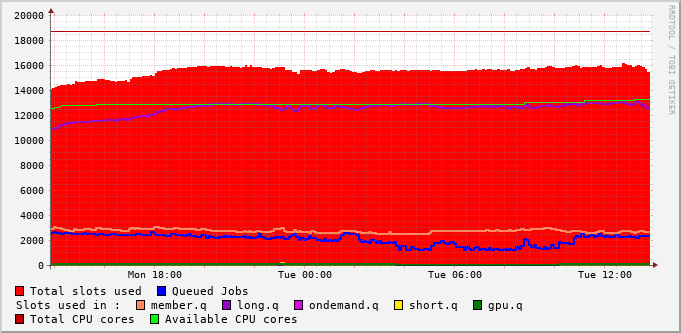 20000
18000
16000
14000
12000
10000
8000
6000
4000
2000
0
Mon 18:00 Tue 00:00 Tue 06:00 Tue 12:00
RRDTOOL / TOBI OETIKER
Total slots used Queued Jobs
Slots used in : member.q long.q ondemand.q short.q gpu.q
Total CPU cores Available CPU cores